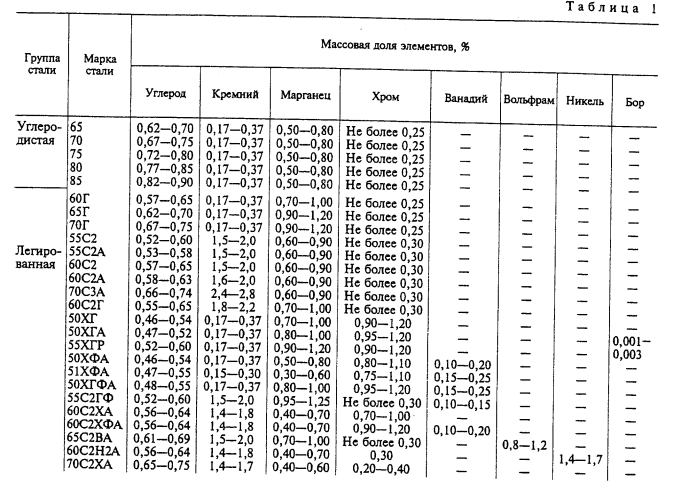 Таблица 1
Группа стали Марка стали Массовая доля элементов, %
Углерод Кремний Марганец Хром Ванадий Вольфрам Никель Бор
Углеро- 65 0,62—0,70 0,17—0,37 0,50—0,80 Не более 0,25 — — — —
дистая 70 0,67—0,75 0,17—0,37 0,50—0,80 Не более 0,25 — — — —
75 0,72—0,80 0,17—0,37 0,50—0,80 Не более 0,25 — — — —
80 0,77—0,85 0,17—0,37 0,50—0,80 Не более 0,25 — — — —
85 0,82—0,90 0,17—0,37 0,50—0,80 Не более 0,25 — — — —
60Г 0,57—0,65 0,17—0,37 0,70—1,00 Не более 0,25 — — — —
65Г 0,62—0,70 0,17—0,37 0,90—1,20 Не более 0,25 — — — —
70Г 0,67—0,75 0,17—0,37 0,90—1,20 Не более 0,25 — — — —
55С2 0,52—0,60 1,5—2,0 0,60—0,90 Не более 0,30 — — — —
Легиро- 55С2А 0,53—0,58 1,5—2,0 0,60—0,90 Не более 0,30 — — — —
ванная 60С2 0,57—0,65 1,5—2,0 0,60—0,90 Не более 0,30 — — — —
60С2А 0,58—0,63 1,6—2,0 0,60—0,90 Не более 0,30 — — — —
70С3А 0,66—0,74 2,4—2,8 0,60—0,90 Не более 0,30 — — — —
60С2Г 0,55—0,65 1,8—2,2 0,70—1,00 Не более 0,30 — — — —
50ХГ 0,46—0,54 0,17—0,37 0,70—1,00 0,90—1,20 — — — —
50ХГА 0,47—0,52 0,17—0,37 0,80—1,00 0,95—1,20 — — — —
55ХГР 0,52—0,60 0,17—0,37 0,90—1,20 0,90—1,20 — — — 0,001—
50ХФА 0,46—0,54 0,17—0,37 0,50—0,80 0,80—1,10 0,10—0,20 — — 0,003
51ХФА 0,47—0,55 0,15—0,30 0,30—0,60 0,75—1,10 0,15—0,25 — — —
50ХГФА 0,48—0,55 0,17—0,37 0,80—1,00 0,95—1,20 0,15—0,25 — — —
55С2ГФ 0,52—0,60 1,5—2,0 0,95—1,25 Не более 0,30 0,10—0,15 — — —
60С2ХА 0,56—0,64 1,4—1,8 0,40—0,70 0,70—1,00 — — — —
60С2ХФА 0,56—0,64 1,4—1,8 0,40—0,70 0,90—1,20 0,10—0,20 — — —
65С2ВА 0,61—0,69 1,5—2,0 0,70—1,00 Не более 0,30 — 0,8—1,2 — —
60С2Н2А 0,56—0,64 1,4—1,8 0,40—0,70 0,30 — — 1,4—1,7 —
70С2ХА 0,65—0,75 1,4—1,7 0,40—0,60 0,20—0,40 — — — —